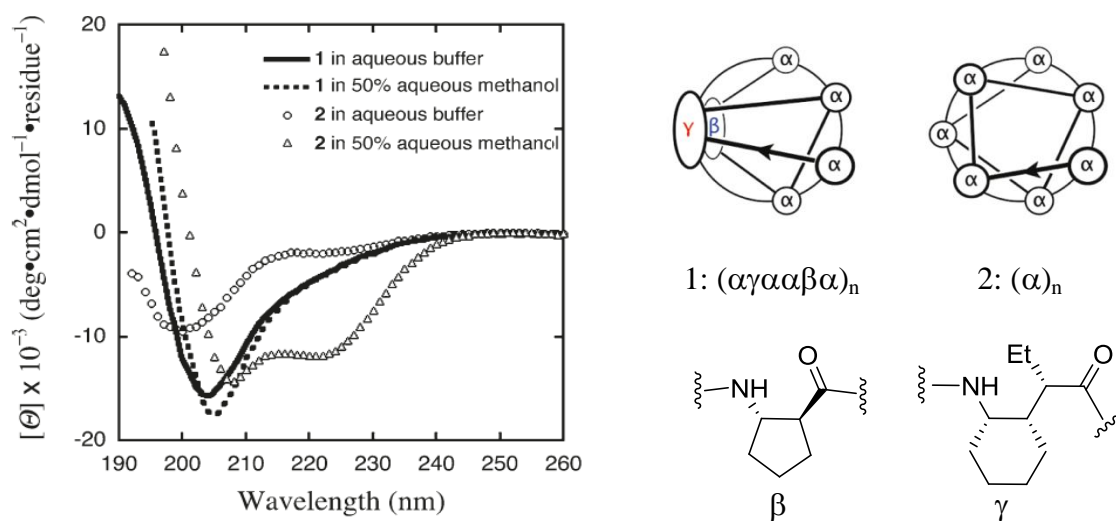 [Θ] x 10⁻³ (deg•cm²•dmol⁻¹•residue⁻¹)
20
10
0
-10
-20
1 in aqueous buffer
1 in 50% aqueous methanol
2 in aqueous buffer
2 in 50% aqueous methanol
190 200 210 220 230 240 250 260
Wavelength (nm)
α
α
γ β
α
α
α
α α
α
α α
α
1: (αγααβα)n
2: (α)n
NH
O
β
NH
Et
O
γ